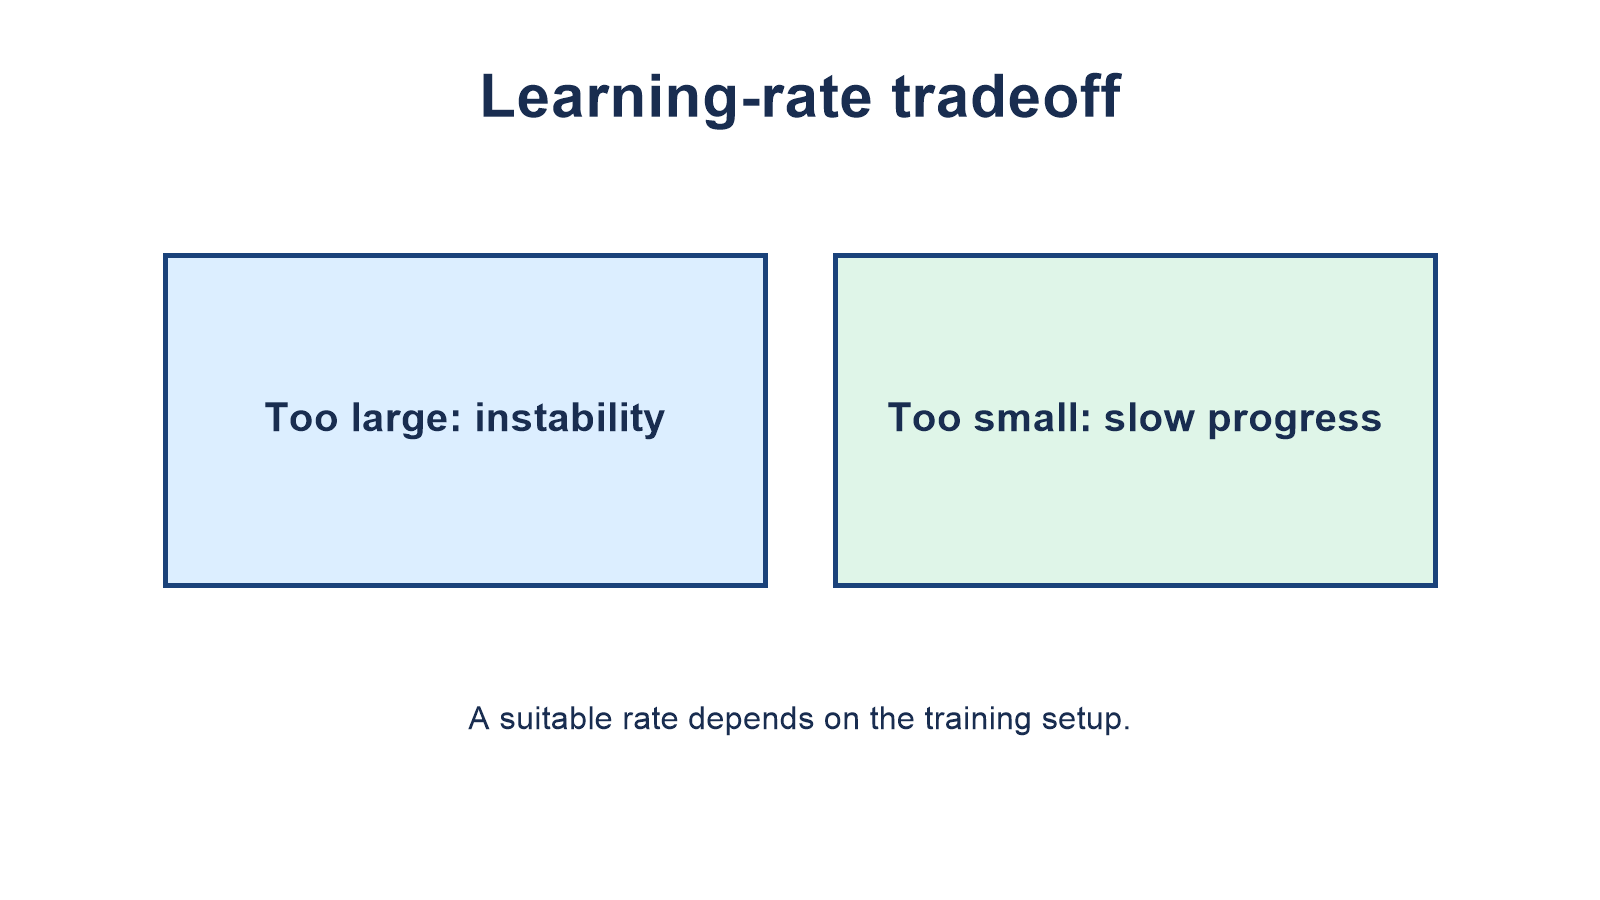 Learning-rate tradeoff
Too large: instability
Too small: slow progress
A suitable rate depends on the training setup.